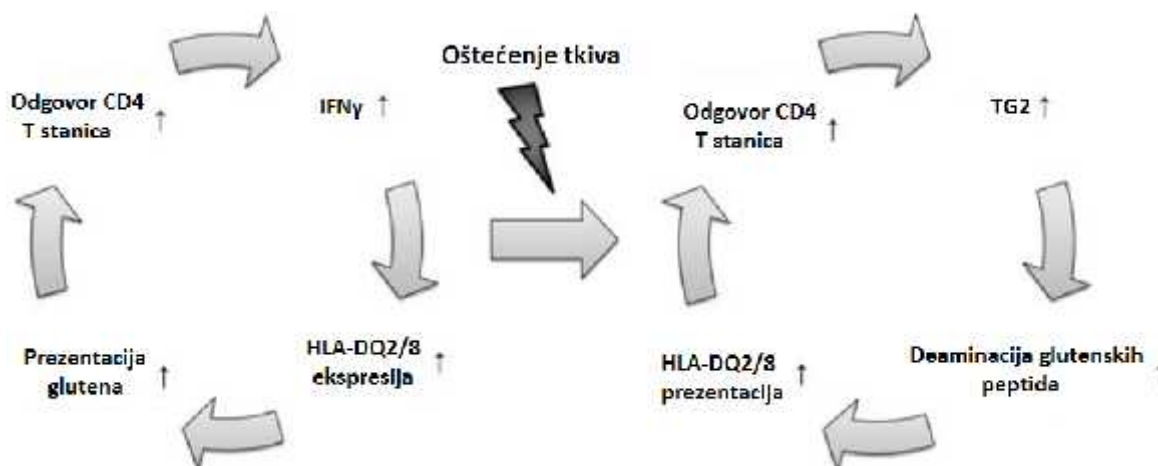 Oštećenje tkiva
Odgovor CD4
T stanica ↑
IFNγ ↑
HLA-DQ2/8
ekspresija ↑
Prezentacija
glutena ↑
Odgovor CD4
T stanica ↑
TG2 ↑
Deaminacija glutenskih
peptida ↑
HLA-DQ2/8
prezentacija ↑